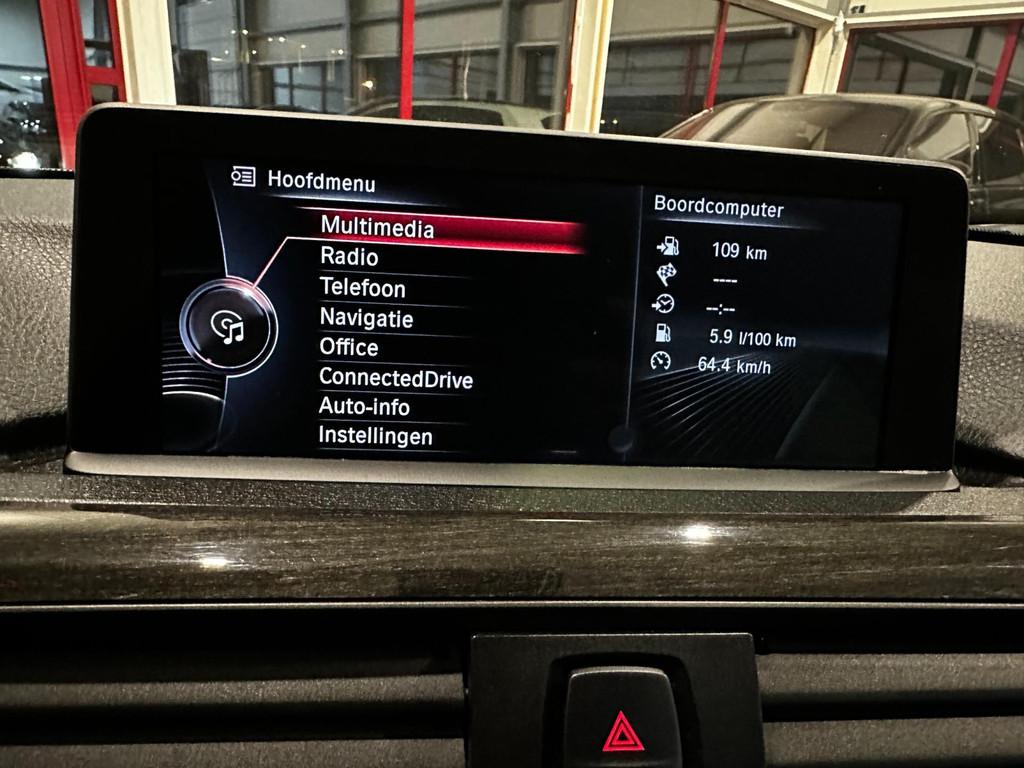 Hoofdmenu
Multimedia
Radio
Telefoon
Navigatie
Office
ConnectedDrive
Auto-info
Instellingen
Boordcomputer
109 km
----
--:--
5.9 l/100 km
64.4 km/h